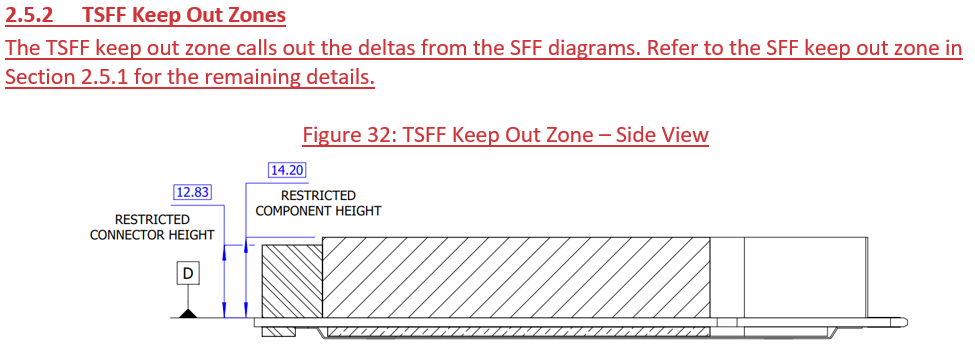 2.5.2 TSFF Keep Out Zones
The TSFF keep out zone calls out the deltas from the SFF diagrams. Refer to the SFF keep out zone in
Section 2.5.1 for the remaining details.
Figure 32: TSFF Keep Out Zone – Side View
14.20
12.83
RESTRICTED
COMPONENT HEIGHT
RESTRICTED
CONNECTOR HEIGHT
D